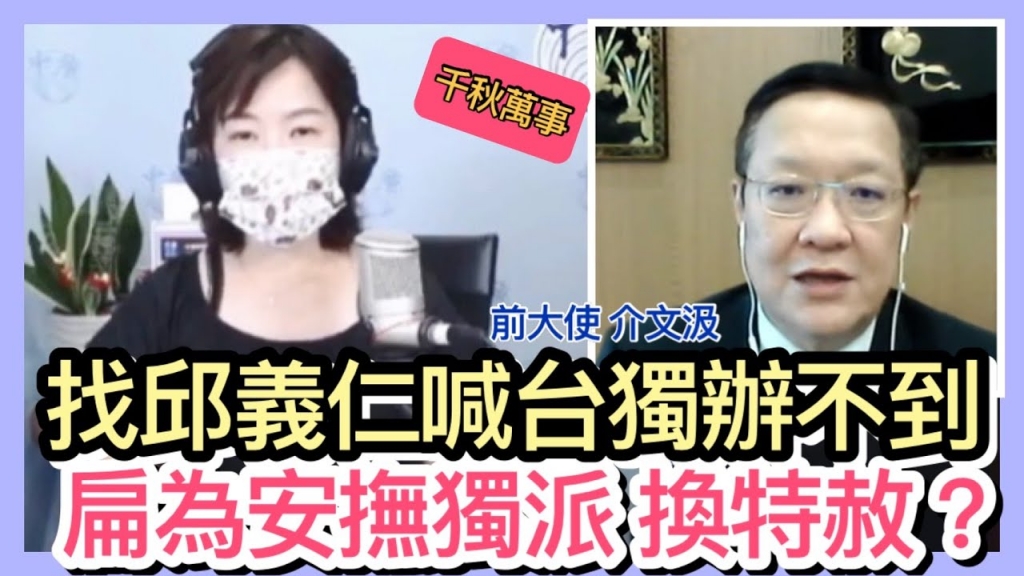 千秋萬事
前大使 介文汲
找邱義仁喊台獨辦不到
扁為安撫獨派 換特赦？